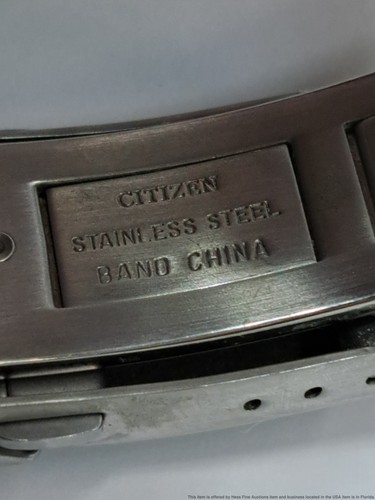 CITIZEN
STAINLESS STEEL
BAND CHINA
This item is offered by Hess Fine Auctions item and business located in the USA item is in Florida